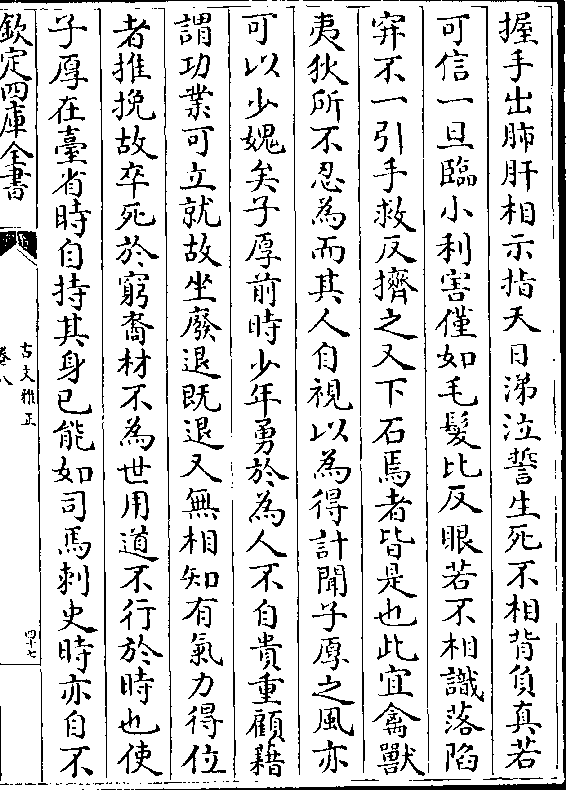 握手出肺肝相示指天日涕泣誓生死不相背負真若
可信一旦臨小利害僅如毛髮比反眼若不相識落陷
穽不一引手救反擠之又下石焉者皆是也此宜禽獸
夷狄所不忍為而其人自視以為得計聞子厚之風亦
可以少媿矣子厚前時少年勇於為人不自貴重顧藉
謂功業可立就故坐廢退既退又無相知有氣力得位
者推挽故卒死於窮裔材不為世用道不行於時也使
子厚在臺省時自持其身已能如司馬刺史時亦自不
欽定四庫全書
古文雅正
卷八
四十七